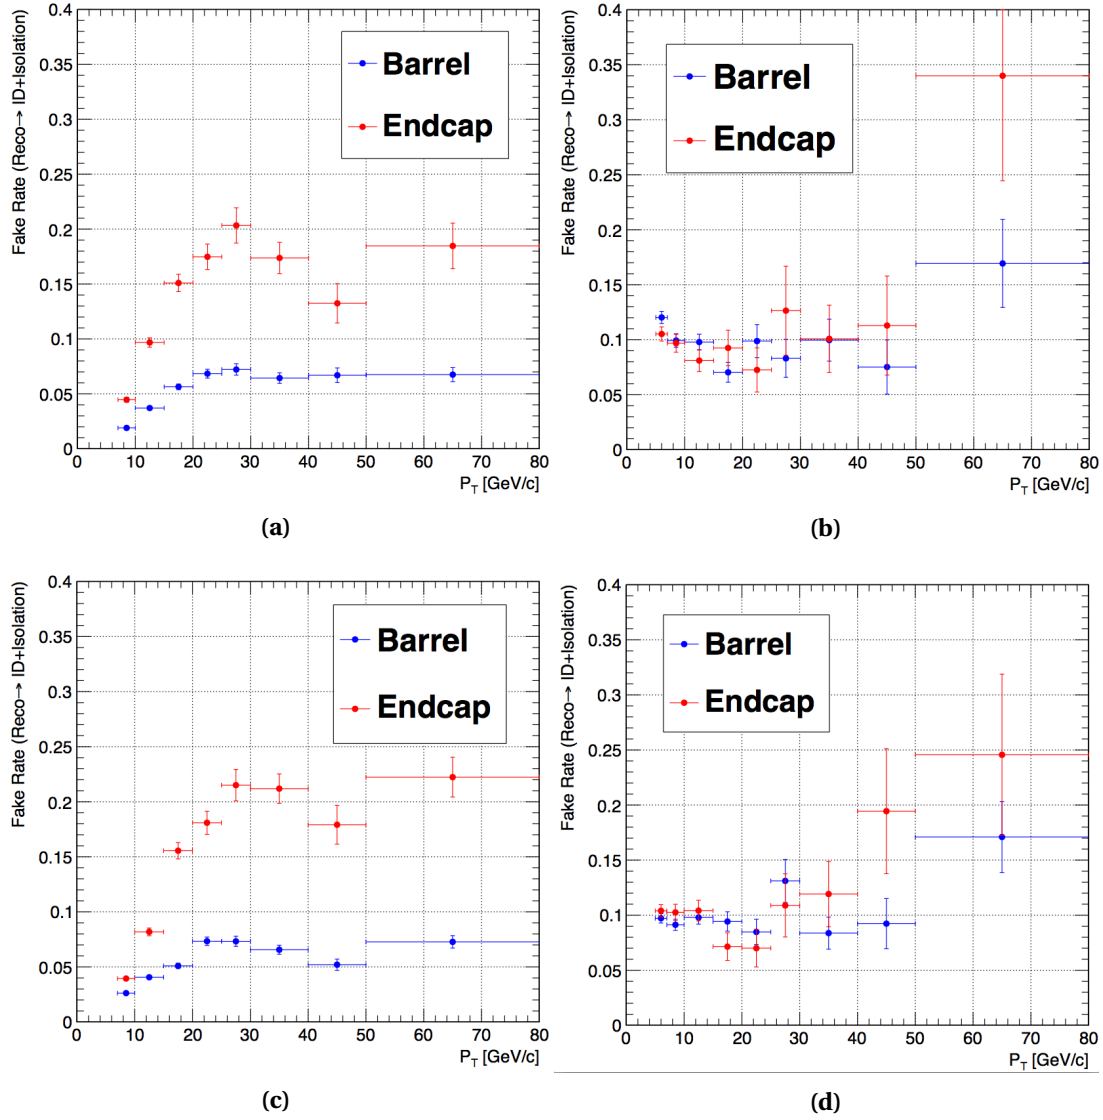 Fake Rate (Reco→ ID+Isolation)
0.4
0.35
0.3
0.25
0.2
0.15
0.1
0.05
0
0 10 20 30 40 50 60 70 80
P_T [GeV/c]
Barrel
Endcap
(a)
Fake Rate (Reco→ ID+Isolation)
0.4
0.35
0.3
0.25
0.2
0.15
0.1
0.05
0
0 10 20 30 40 50 60 70 80
P_T [GeV/c]
Barrel
Endcap
(b)
Fake Rate (Reco→ ID+Isolation)
0.4
0.35
0.3
0.25
0.2
0.15
0.1
0.05
0
0 10 20 30 40 50 60 70 80
P_T [GeV/c]
Barrel
Endcap
(c)
Fake Rate (Reco→ ID+Isolation)
0.4
0.35
0.3
0.25
0.2
0.15
0.1
0.05
0
0 10 20 30 40 50 60 70 80
P_T [GeV/c]
Barrel
Endcap
(d)